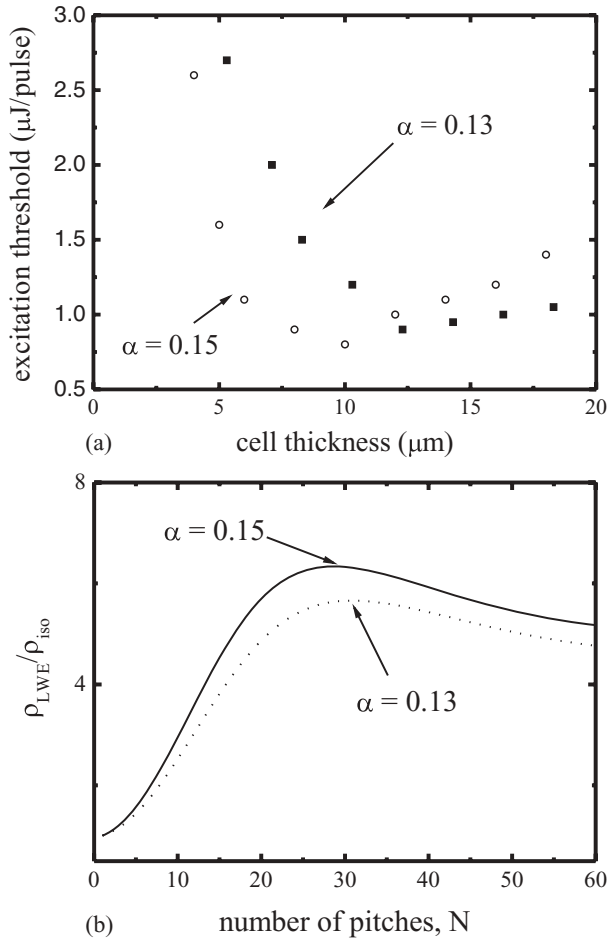 3.0
2.5
2.0
1.5
1.0
0.5
excitation threshold (μJ/pulse)
α = 0.13
α = 0.15
0 5 10 15 20
(a) cell thickness (μm)
8
4
ρLWE/ρiso
α = 0.15
α = 0.13
0 10 20 30 40 50 60
(b) number of pitches, N